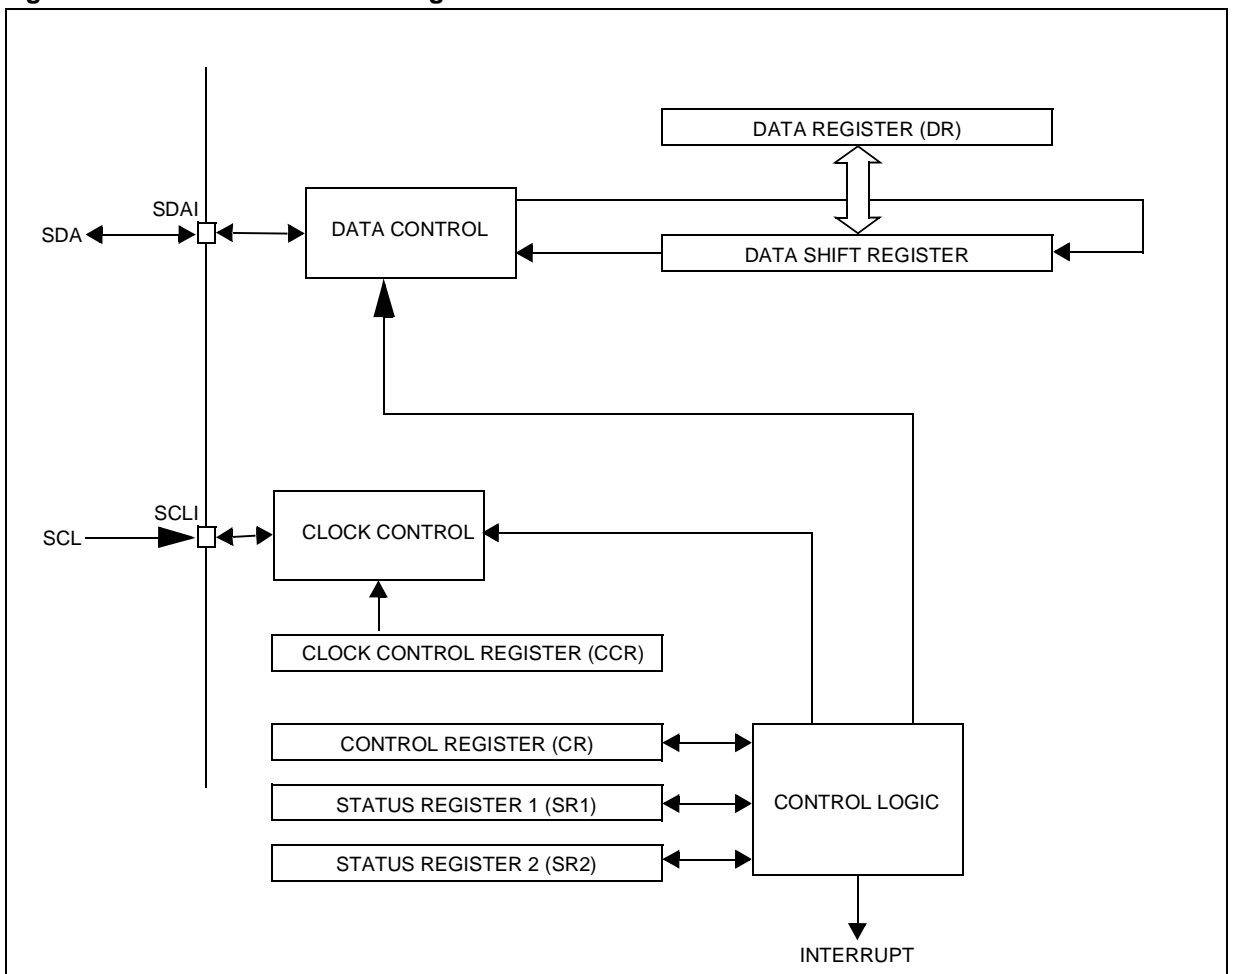 DATA REGISTER (DR)
SDAI
SDA
DATA CONTROL
DATA SHIFT REGISTER
SCLI
SCL
CLOCK CONTROL
CLOCK CONTROL REGISTER (CCR)
CONTROL REGISTER (CR)
STATUS REGISTER 1 (SR1)
CONTROL LOGIC
STATUS REGISTER 2 (SR2)
INTERRUPT